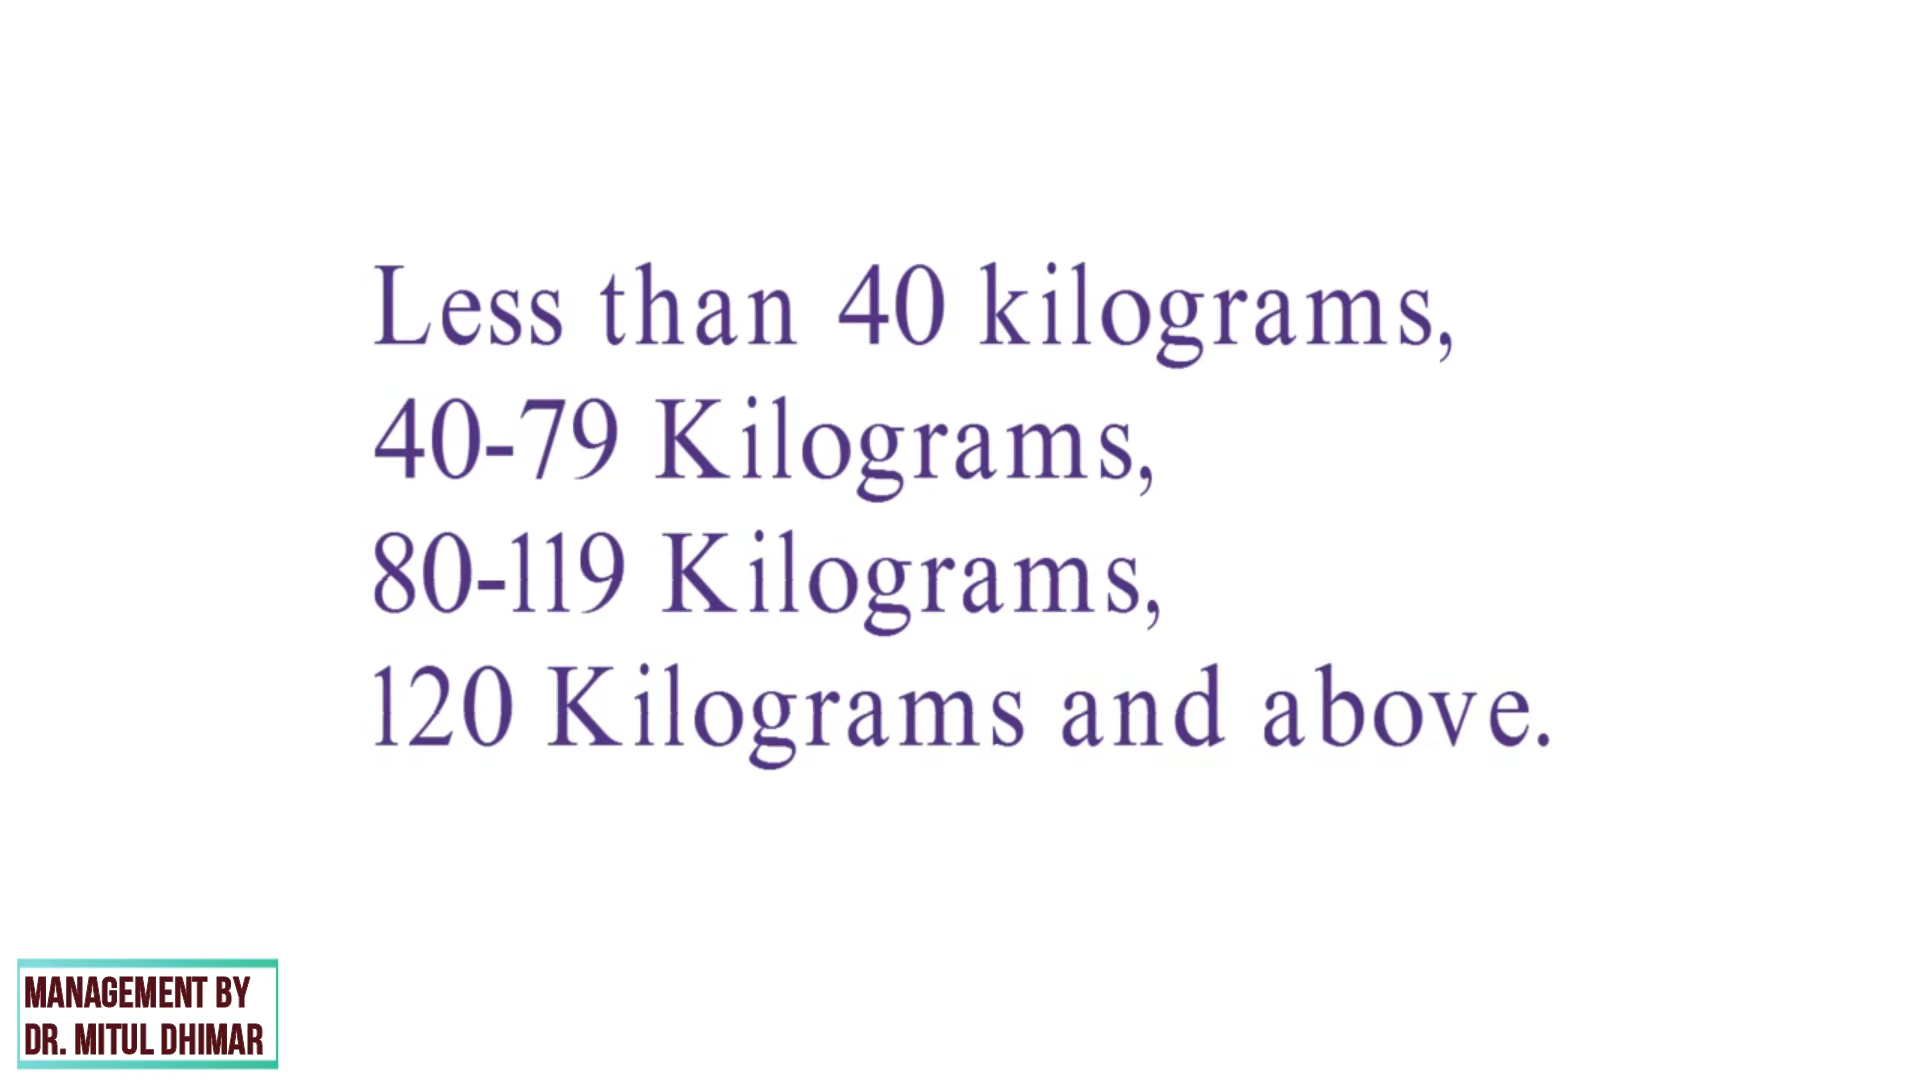 Less than 40 kilograms,
40-79 Kilograms,
80-119 Kilograms,
120 Kilograms and above.
MANAGEMENT BY
DR. MITUL DHIMAR